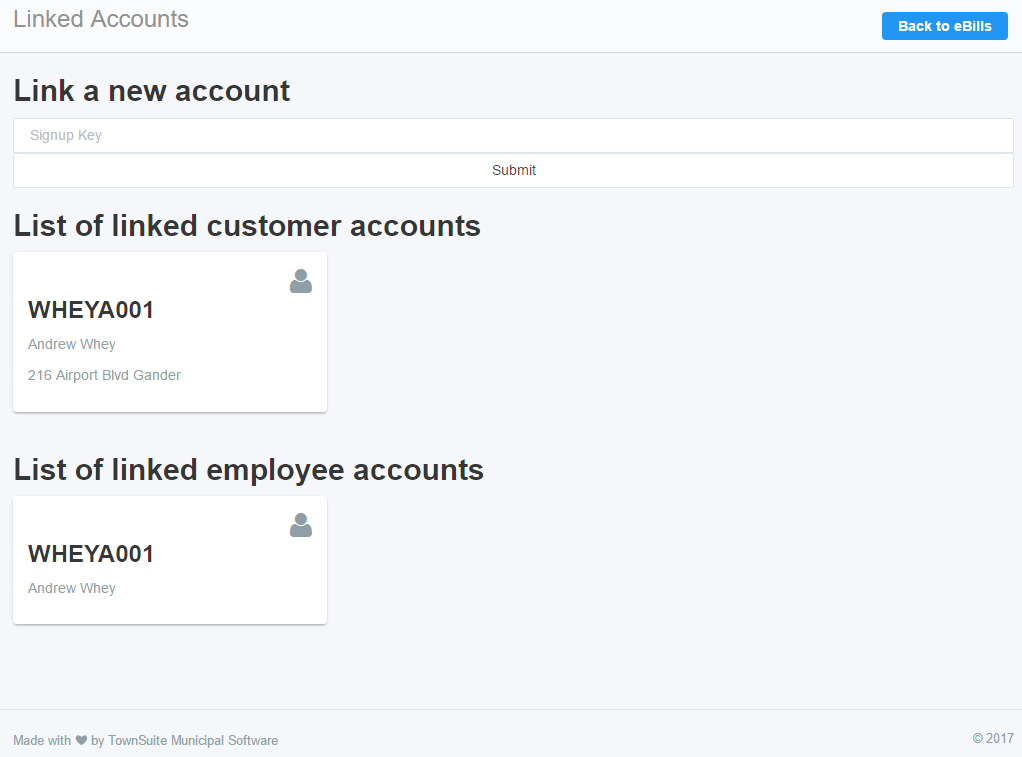 Linked Accounts
Back to eBills
Link a new account
Signup Key
Submit
List of linked customer accounts
WHEYA001
Andrew Whey
216 Airport Blvd Gander
List of linked employee accounts
WHEYA001
Andrew Whey
Made with ♥ by TownSuite Municipal Software
© 2017